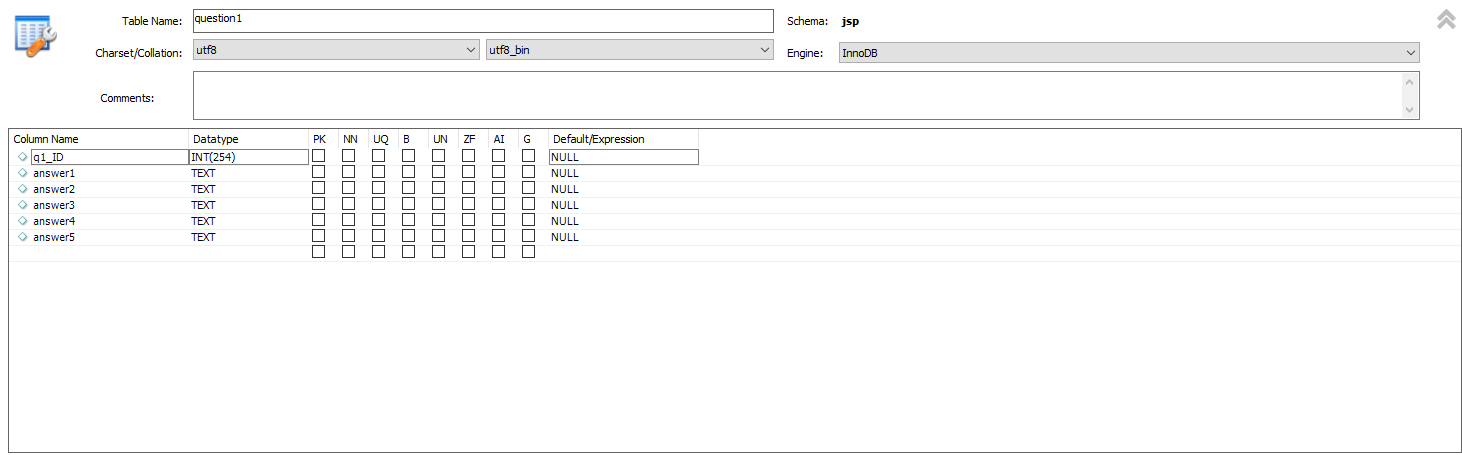 Table Name: question1 Schema: jsp
Charset/Collation: utf8 utf8_bin Engine: InnoDB
Comments:
Column Name Datatype PK NN UQ B UN ZF AI G Default/Expression
q1_ID INT(254) NULL
answer1 TEXT NULL
answer2 TEXT NULL
answer3 TEXT NULL
answer4 TEXT NULL
answer5 TEXT NULL